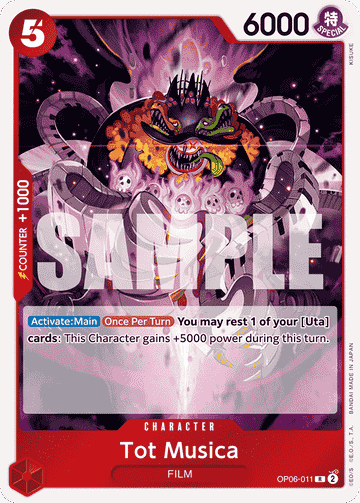 5
6000
特
SPECIAL
KISUKE
COUNTER +1000
SAMPLE
Activate:Main Once Per Turn You may rest 1 of your [Uta]
cards: This Character gains +5000 power during this turn.
CHARACTER
Tot Musica
FILM
OP06-011 R 2
©E.O./S. ©E.O./S., T.A. BANDAI MADE IN JAPAN